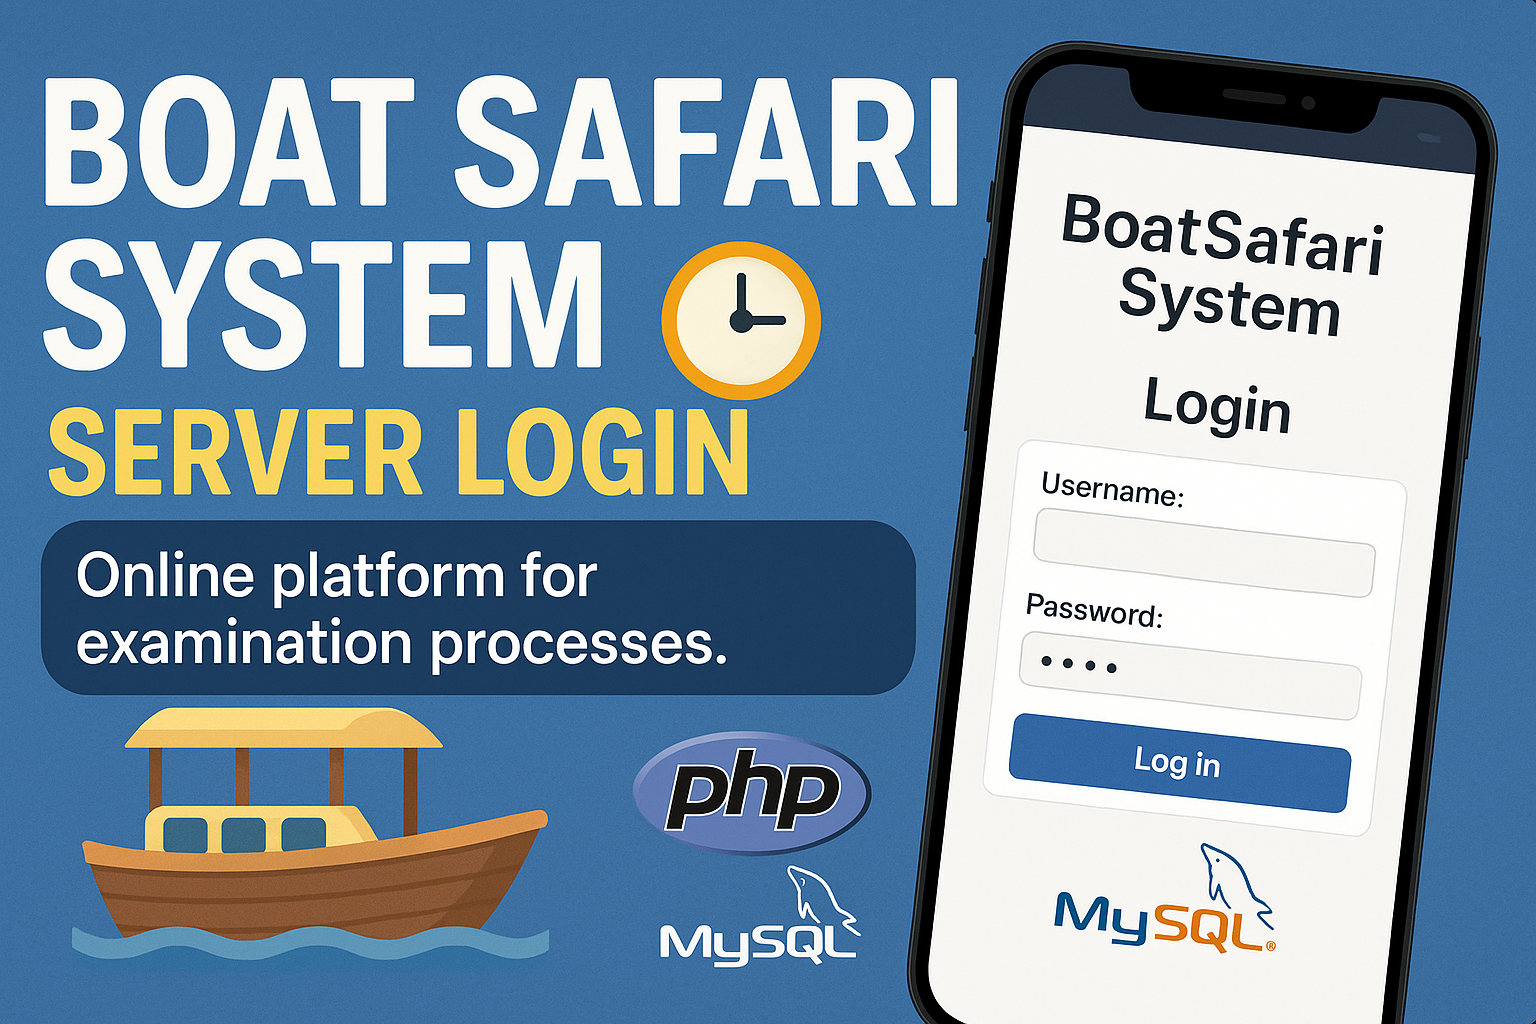 BOAT SAFARI
SYSTEM
SERVER LOGIN
Online platform for
examination processes.
php
MySQL
BoatSafari
System
Login
Username:
Password:
Log in
MySQL®